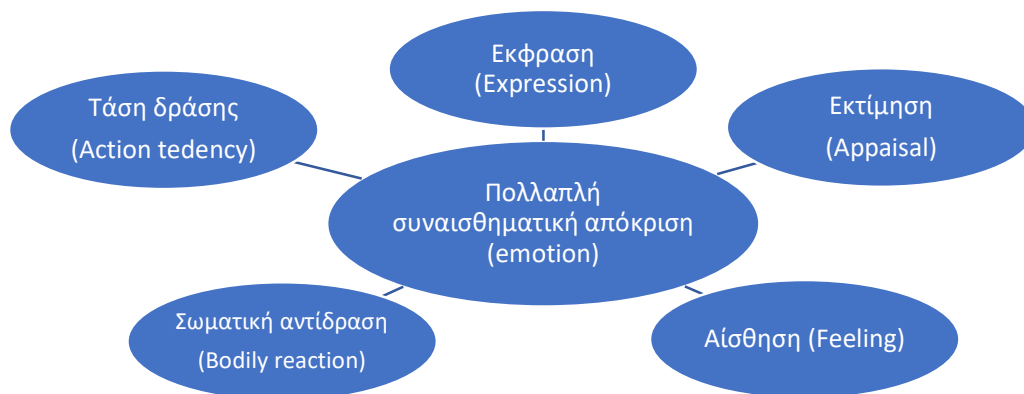 Εκφραση
(Expression)
Τάση δράσης
(Action tedency)
Εκτίμηση
(Appaisal)
Πολλαπλή
συναισθηματική απόκριση
(emotion)
Σωματική αντίδραση
(Bodily reaction)
Αίσθηση (Feeling)